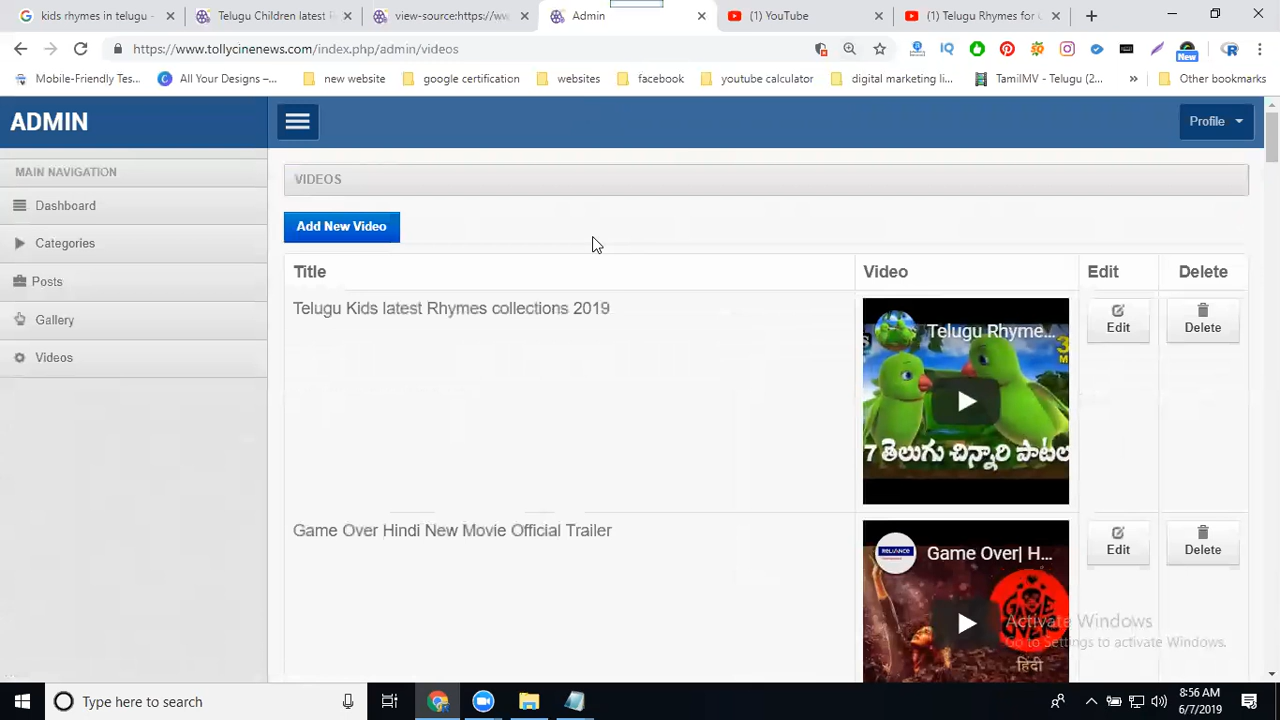 kids rhymes in telugu -
Telugu Children latest R
view-source:https://ww
Admin
(1) YouTube
(1) Telugu Rhymes for
https://www.tollycinenews.com/index.php/admin/videos
New
Mobile-Friendly Tes...
All Your Designs –...
new website
google certification
websites
facebook
youtube calculator
digital marketing li...
TamilMV - Telugu (2...
Other bookmarks
ADMIN
Profile
MAIN NAVIGATION
Dashboard
Categories
Posts
Gallery
Videos
VIDEOS
Add New Video
Title
Video
Edit
Delete
Telugu Kids latest Rhymes collections 2019
Telugu Rhyme...
7 తెలుగు చిన్నారి పాటల
Edit
Delete
Game Over Hindi New Movie Official Trailer
RELIANCE
Game Over| H...
GAME OVER
हिंदी
Edit
Delete
Activate Windows
Go to Settings to activate Windows.
Type here to search
8:56 AM
6/7/2019